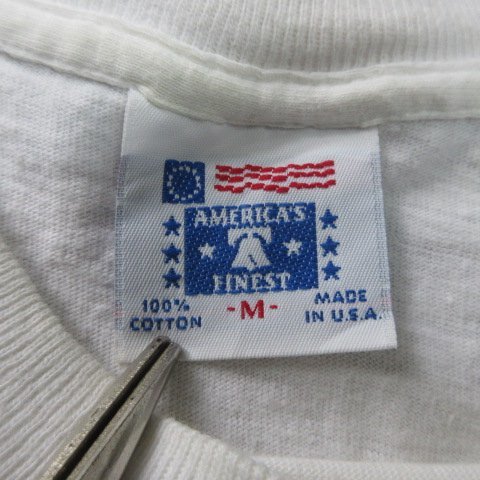 AMERICA'S
FINEST
100%
COTTON
-M-
MADE
IN U.S.A.